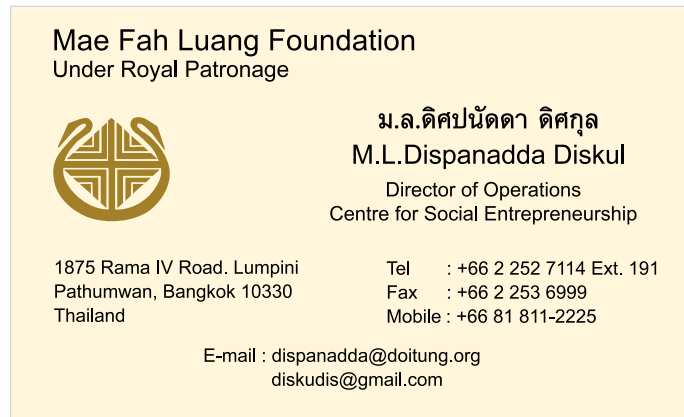 Mae Fah Luang Foundation
Under Royal Patronage
ม.ล.ดิศปนัดดา ดิศกุล
M.L.Dispanadda Diskul
Director of Operations
Centre for Social Entrepreneurship
1875 Rama IV Road. Lumpini
Pathumwan, Bangkok 10330
Thailand
Tel : +66 2 252 7114 Ext. 191
Fax : +66 2 253 6999
Mobile : +66 81 811-2225
E-mail : dispanadda@doitung.org
diskudis@gmail.com